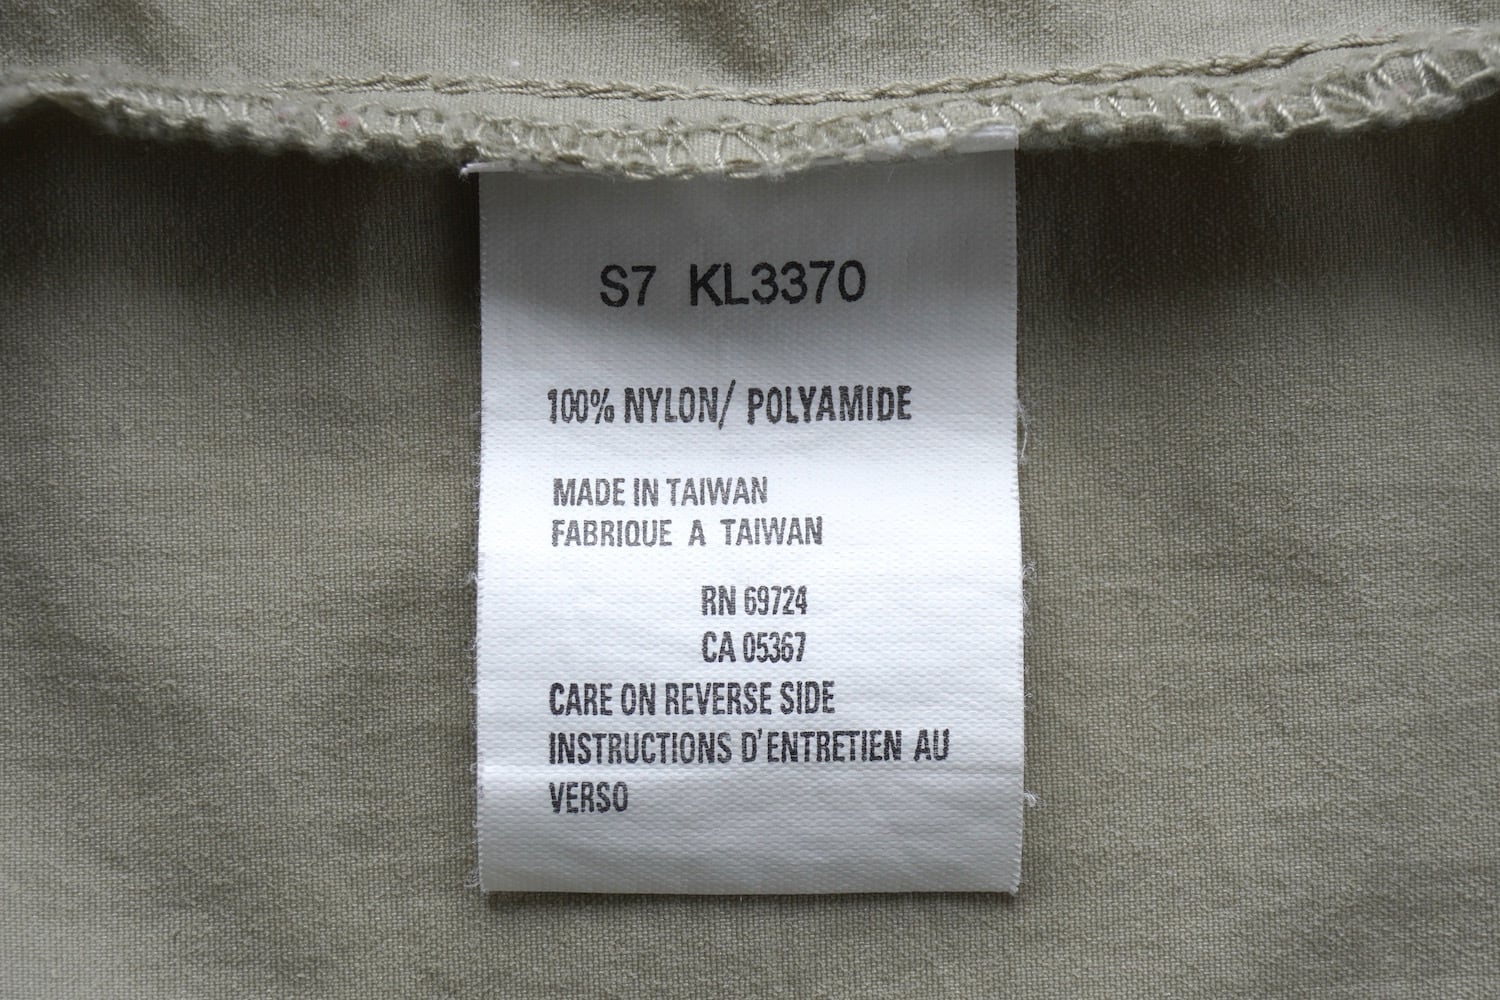 S7 KL3370
100% NYLON/ POLYAMIDE
MADE IN TAIWAN
FABRIQUE A TAIWAN
RN 69724
CA 05367
CARE ON REVERSE SIDE
INSTRUCTIONS D'ENTRETIEN AU
VERSO